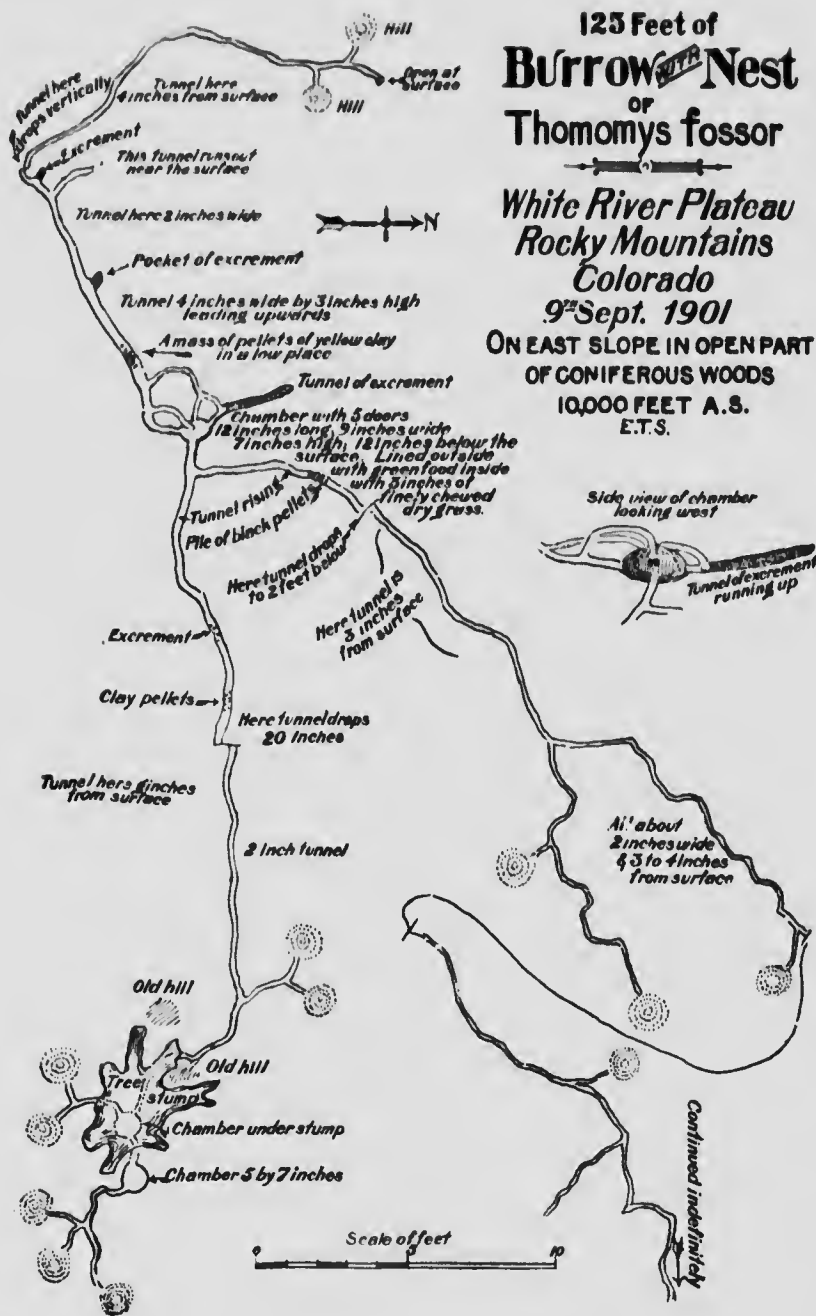 123 Feet of
Burrow WITH Nest
OF
Thomomys fossor
White River Plateau
Rocky Mountains
Colorado
9TH Sept. 1901
ON EAST SLOPE IN OPEN PART
OF CONIFEROUS WOODS
10,000 FEET A.S.
E.T.S.
Hill
Open at
surface
Hill
Tunnel here
4 inches from surface
Tunnel here
drops vertically
Excrement
This tunnel runs out
near the surface
Tunnel here 2 inches wide
N
Pocket of excrement
Tunnel 4 inches wide by 3 inches high
leading upwards
A mass of pellets of yellow clay
in a low place
Tunnel of excrement
Chamber with 5 doors
12 inches long, 9 inches wide
7 inches high, 12 inches below the
surface. Lined outside
with green food inside
with 3 inches of
finely chewed
dry grass.
Tunnel rising
Pile of black pellets
Here tunnel drops
to 2 feet below
Here tunnel is
3 inches
from surface
Side view of chamber
looking west
Tunnel of excrement
running up
Excrement
Clay pellets
Here tunnel drops
20 Inches
Tunnel here 6 inches
from surface
2 Inch tunnel
All about
2 inches wide
& 3 to 4 inches
from surface
Old hill
Old hill
Tree
stump
Chamber under stump
Chamber 5 by 7 inches
Continued indefinitely
Scale of feet
0 5 10